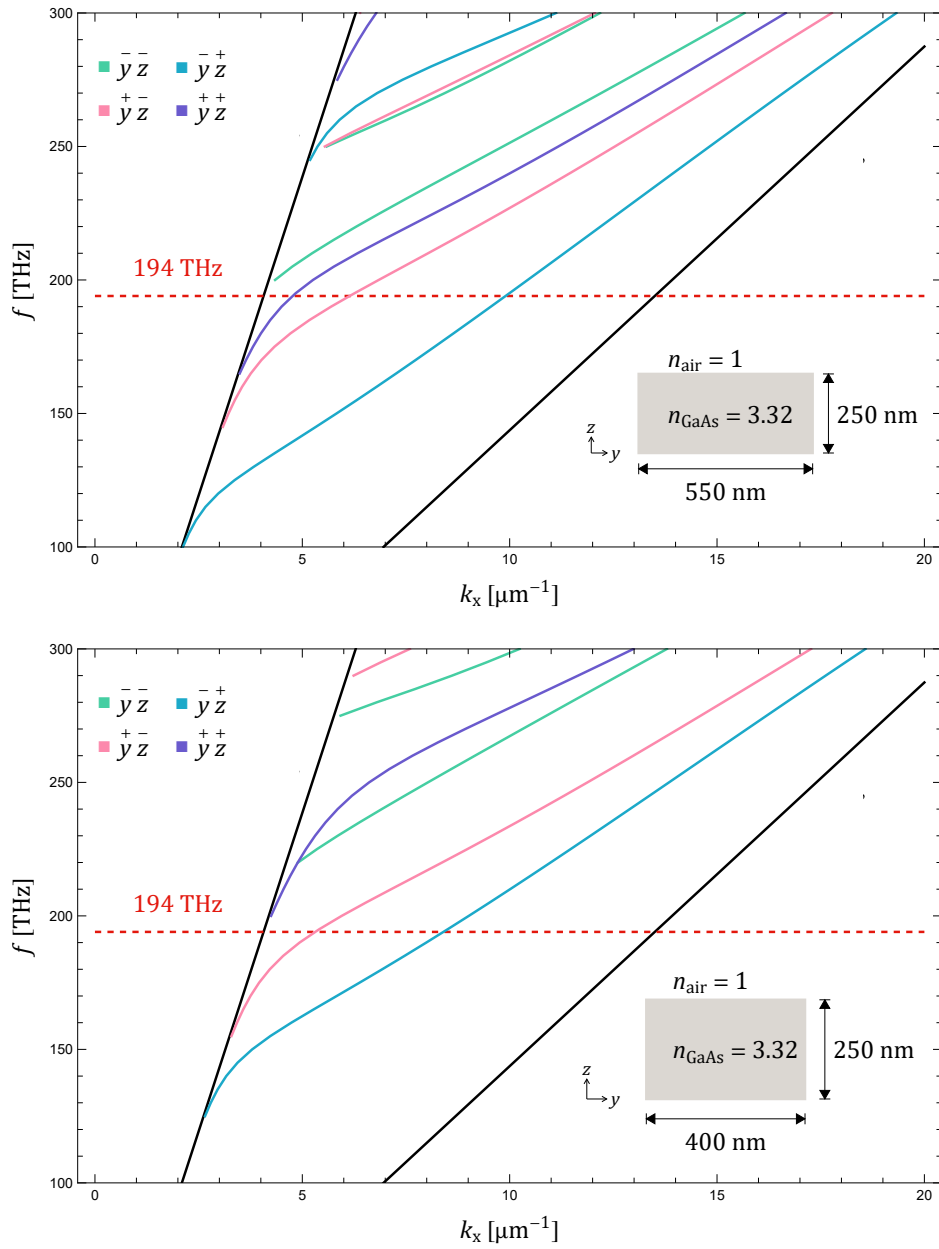 300
250
200
150
100
f [THz]
y⁻ z⁻
y⁻ z⁺
y⁺ z⁻
y⁺ z⁺
194 THz
n_air = 1
n_GaAs = 3.32
250 nm
z
y
550 nm
0 5 10 15 20
k_x [μm⁻¹]
300
250
200
150
100
f [THz]
y⁻ z⁻
y⁻ z⁺
y⁺ z⁻
y⁺ z⁺
194 THz
n_air = 1
n_GaAs = 3.32
250 nm
z
y
400 nm
0 5 10 15 20
k_x [μm⁻¹]